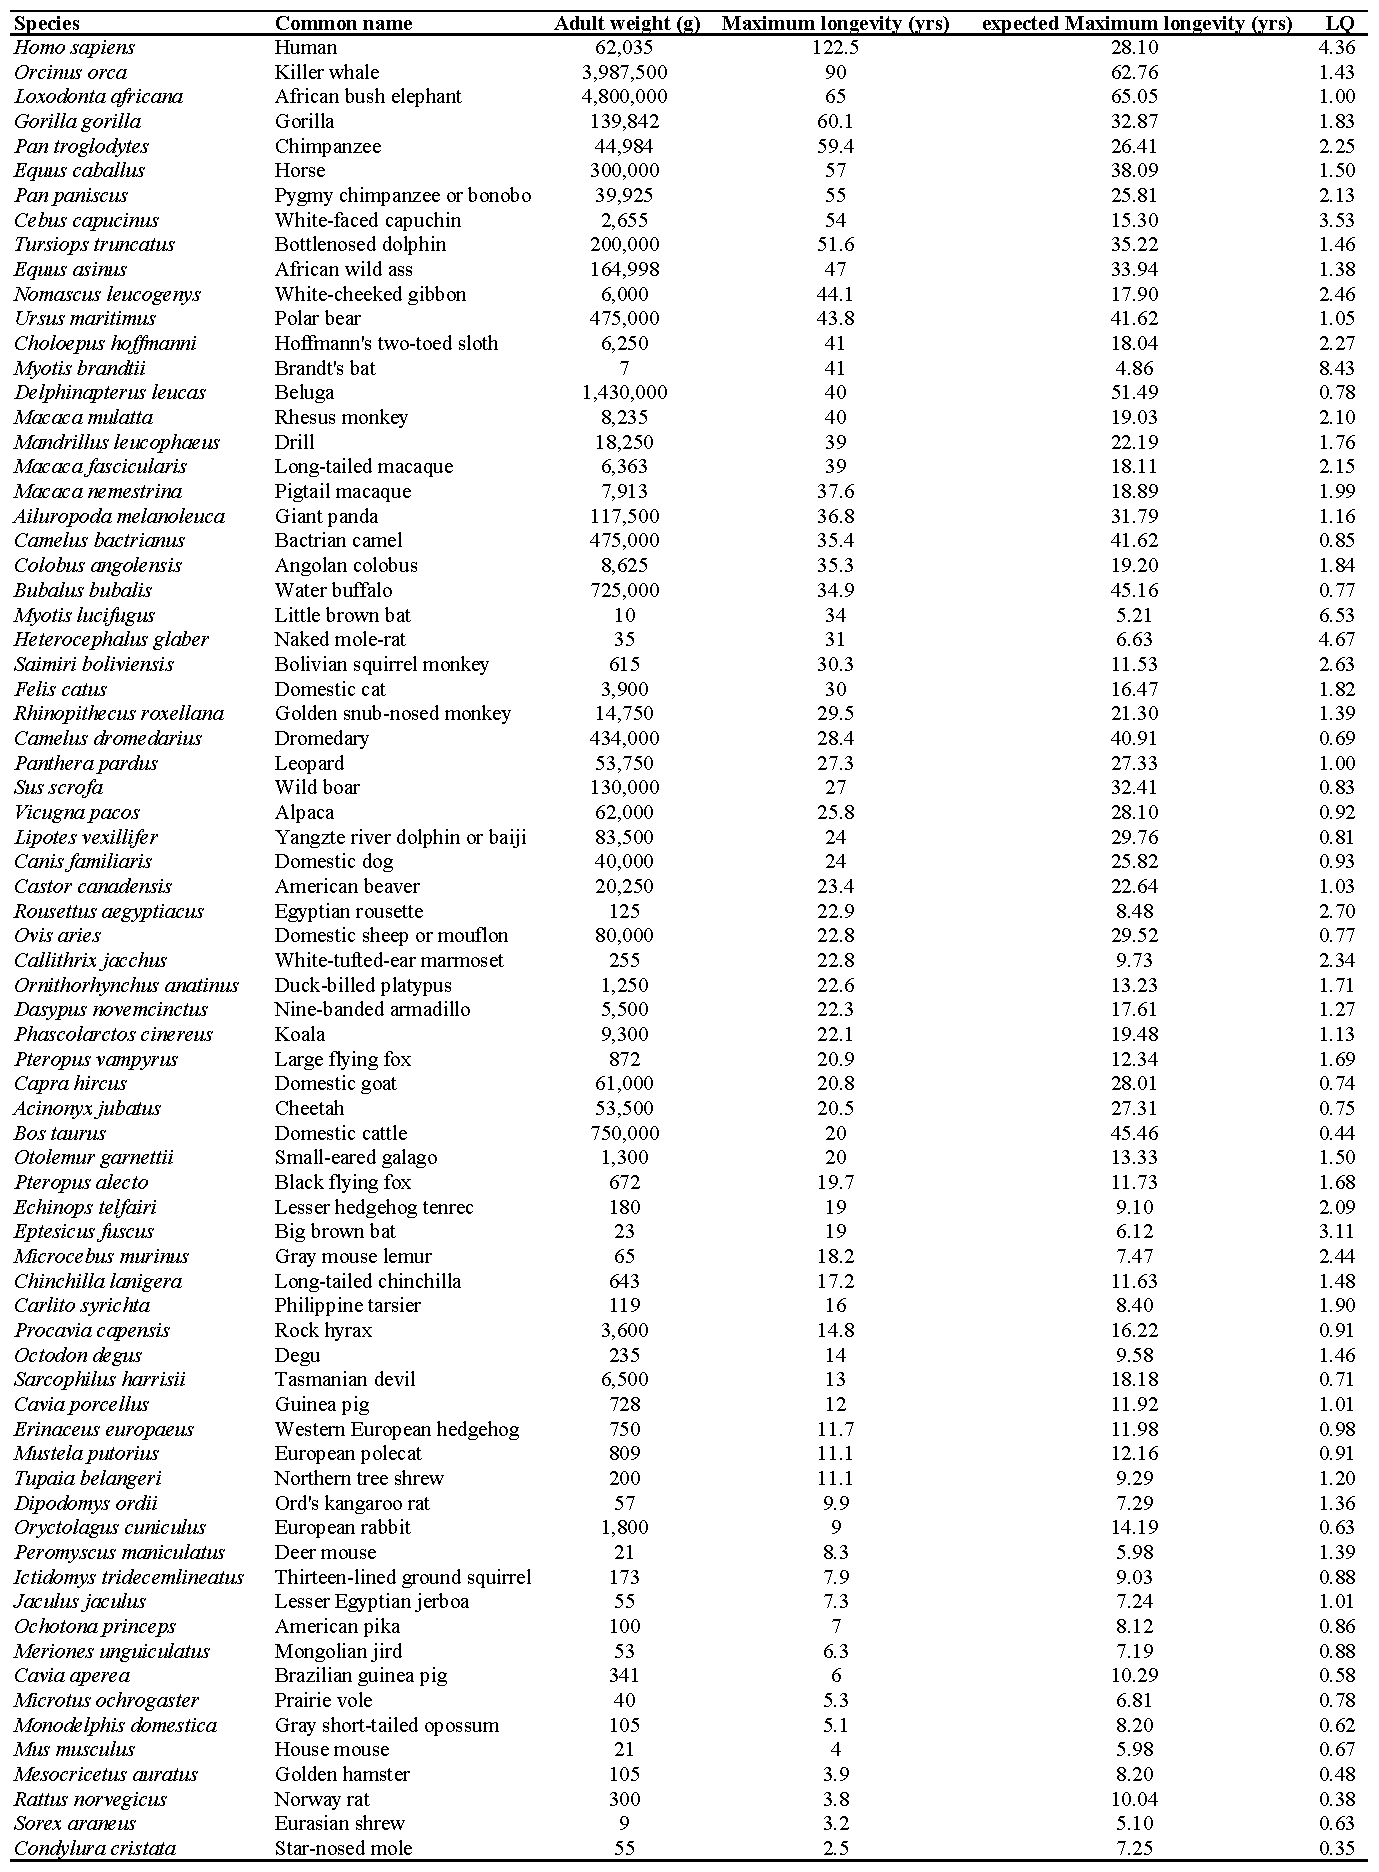 Species Common name Adult weight (g) Maximum longevity (yrs) expected Maximum longevity (yrs) LQ
Homo sapiens Human 62,035 122.5 28.10 4.36
Orcinus orca Killer whale 3,987,500 90 62.76 1.43
Loxodonta africana African bush elephant 4,800,000 65 65.05 1.00
Gorilla gorilla Gorilla 139,842 60.1 32.87 1.83
Pan troglodytes Chimpanzee 44,984 59.4 26.41 2.25
Equus caballus Horse 300,000 57 38.09 1.50
Pan paniscus Pygmy chimpanzee or bonobo 39,925 55 25.81 2.13
Cebus capucinus White-faced capuchin 2,655 54 15.30 3.53
Tursiops truncatus Bottlenosed dolphin 200,000 51.6 35.22 1.46
Equus asinus African wild ass 164,998 47 33.94 1.38
Nomascus leucogenys White-cheeked gibbon 6,000 44.1 17.90 2.46
Ursus maritimus Polar bear 475,000 43.8 41.62 1.05
Choloepus hoffmanni Hoffmann's two-toed sloth 6,250 41 18.04 2.27
Myotis brandtii Brandt's bat 7 41 4.86 8.43
Delphinapterus leucas Beluga 1,430,000 40 51.49 0.78
Macaca mulatta Rhesus monkey 8,235 40 19.03 2.10
Mandrillus leucophaeus Drill 18,250 39 22.19 1.76
Macaca fascicularis Long-tailed macaque 6,363 39 18.11 2.15
Macaca nemestrina Pigtail macaque 7,913 37.6 18.89 1.99
Ailuropoda melanoleuca Giant panda 117,500 36.8 31.79 1.16
Camelus bactrianus Bactrian camel 475,000 35.4 41.62 0.85
Colobus angolensis Angolan colobus 8,625 35.3 19.20 1.84
Bubalus bubalis Water buffalo 725,000 34.9 45.16 0.77
Myotis lucifugus Little brown bat 10 34 5.21 6.53
Heterocephalus glaber Naked mole-rat 35 31 6.63 4.67
Saimiri boliviensis Bolivian squirrel monkey 615 30.3 11.53 2.63
Felis catus Domestic cat 3,900 30 16.47 1.82
Rhinopithecus roxellana Golden snub-nosed monkey 14,750 29.5 21.30 1.39
Camelus dromedarius Dromedary 434,000 28.4 40.91 0.69
Panthera pardus Leopard 53,750 27.3 27.33 1.00
Sus scrofa Wild boar 130,000 27 32.41 0.83
Vicugna pacos Alpaca 62,000 25.8 28.10 0.92
Lipotes vexillifer Yangzte river dolphin or baiji 83,500 24 29.76 0.81
Canis familiaris Domestic dog 40,000 24 25.82 0.93
Castor canadensis American beaver 20,250 23.4 22.64 1.03
Rousettus aegyptiacus Egyptian rousette 125 22.9 8.48 2.70
Ovis aries Domestic sheep or mouflon 80,000 22.8 29.52 0.77
Callithrix jacchus White-tufted-ear marmoset 255 22.8 9.73 2.34
Ornithorhynchus anatinus Duck-billed platypus 1,250 22.6 13.23 1.71
Dasypus novemcinctus Nine-banded armadillo 5,500 22.3 17.61 1.27
Phascolarctos cinereus Koala 9,300 22.1 19.48 1.13
Pteropus vampyrus Large flying fox 872 20.9 12.34 1.69
Capra hircus Domestic goat 61,000 20.8 28.01 0.74
Acinonyx jubatus Cheetah 53,500 20.5 27.31 0.75
Bos taurus Domestic cattle 750,000 20 45.46 0.44
Otolemur garnettii Small-eared galago 1,300 20 13.33 1.50
Pteropus alecto Black flying fox 672 19.7 11.73 1.68
Echinops telfairi Lesser hedgehog tenrec 180 19 9.10 2.09
Eptesicus fuscus Big brown bat 23 19 6.12 3.11
Microcebus murinus Gray mouse lemur 65 18.2 7.47 2.44
Chinchilla lanigera Long-tailed chinchilla 643 17.2 11.63 1.48
Carlito syrichta Philippine tarsier 119 16 8.40 1.90
Procavia capensis Rock hyrax 3,600 14.8 16.22 0.91
Octodon degus Degu 235 14 9.58 1.46
Sarcophilus harrisii Tasmanian devil 6,500 13 18.18 0.71
Cavia porcellus Guinea pig 728 12 11.92 1.01
Erinaceus europaeus Western European hedgehog 750 11.7 11.98 0.98
Mustela putorius European polecat 809 11.1 12.16 0.91
Tupaia belangeri Northern tree shrew 200 11.1 9.29 1.20
Dipodomys ordii Ord's kangaroo rat 57 9.9 7.29 1.36
Oryctolagus cuniculus European rabbit 1,800 9 14.19 0.63
Peromyscus maniculatus Deer mouse 21 8.3 5.98 1.39
Ictidomys tridecemlineatus Thirteen-lined ground squirrel 173 7.9 9.03 0.88
Jaculus jaculus Lesser Egyptian jerboa 55 7.3 7.24 1.01
Ochotona princeps American pika 100 7 8.12 0.86
Meriones unguiculatus Mongolian jird 53 6.3 7.19 0.88
Cavia aperea Brazilian guinea pig 341 6 10.29 0.58
Microtus ochrogaster Prairie vole 40 5.3 6.81 0.78
Monodelphis domestica Gray short-tailed opossum 105 5.1 8.20 0.62
Mus musculus House mouse 21 4 5.98 0.67
Mesocricetus auratus Golden hamster 105 3.9 8.20 0.48
Rattus norvegicus Norway rat 300 3.8 10.04 0.38
Sorex araneus Eurasian shrew 9 3.2 5.10 0.63
Condylura cristata Star-nosed mole 55 2.5 7.25 0.35